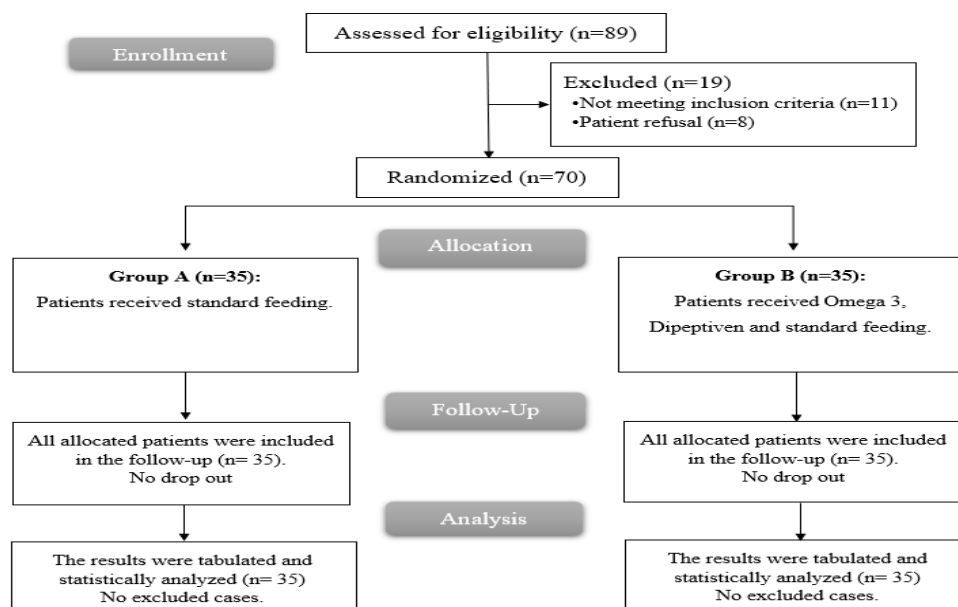 Assessed for eligibility (n=89)
Enrollment
Excluded (n=19)
•Not meeting inclusion criteria (n=11)
•Patient refusal (n=8)
Randomized (n=70)
Allocation
Group A (n=35):
Patients received standard feeding.
Group B (n=35):
Patients received Omega 3,
Dipeptiven and standard feeding.
Follow-Up
All allocated patients were included
in the follow-up (n= 35).
No drop out
All allocated patients were included
in the follow-up (n= 35).
No drop out
Analysis
The results were tabulated and
statistically analyzed (n= 35)
No excluded cases.
The results were tabulated and
statistically analyzed (n= 35)
No excluded cases.